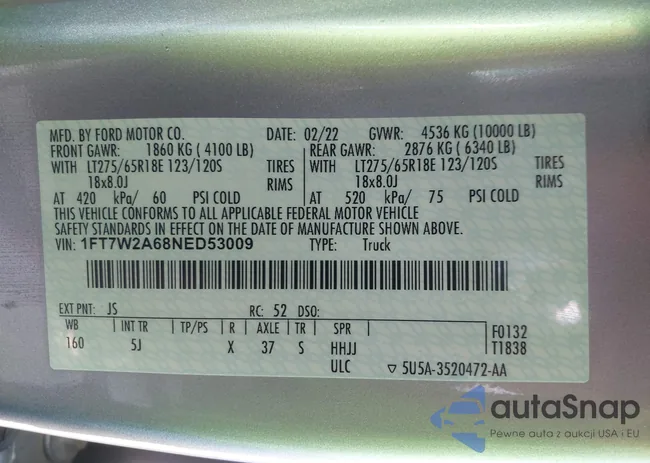 MFD. BY FORD MOTOR CO. 02/22 GVWR: 4536 KG (10000 LB)
FRONT GAWR: 1860 KG ( 4100 LB) REAR GAWR: 2876 KG ( 6340 LB)
WITH LT275/65R18E 123/120S TIRES WITH LT275/65R18E 123/120S TIRES
18x8.0J RIMS 18x8.0J RIMS
AT 420 kPa/ 60 PSI COLD AT 520 kPa/ 75 PSI COLD
THIS VEHICLE CONFORMS TO ALL APPLICABLE FEDERAL MOTOR VEHICLE
SAFETY STANDARDS IN EFFECT ON THE DATE OF MANUFACTURE SHOWN ABOVE.
VIN: 1FT7W2A68NED53009 TYPE: Truck
EXT PNT: JS RC: 52 DSO:
WB INT TR TP/PS R AXLE TR SPR F0132
160 5J X 37 S HHJJ T1838
ULC 5U5A-3520472-AA
autaSnap
Pewne auta z aukcji USA i EU